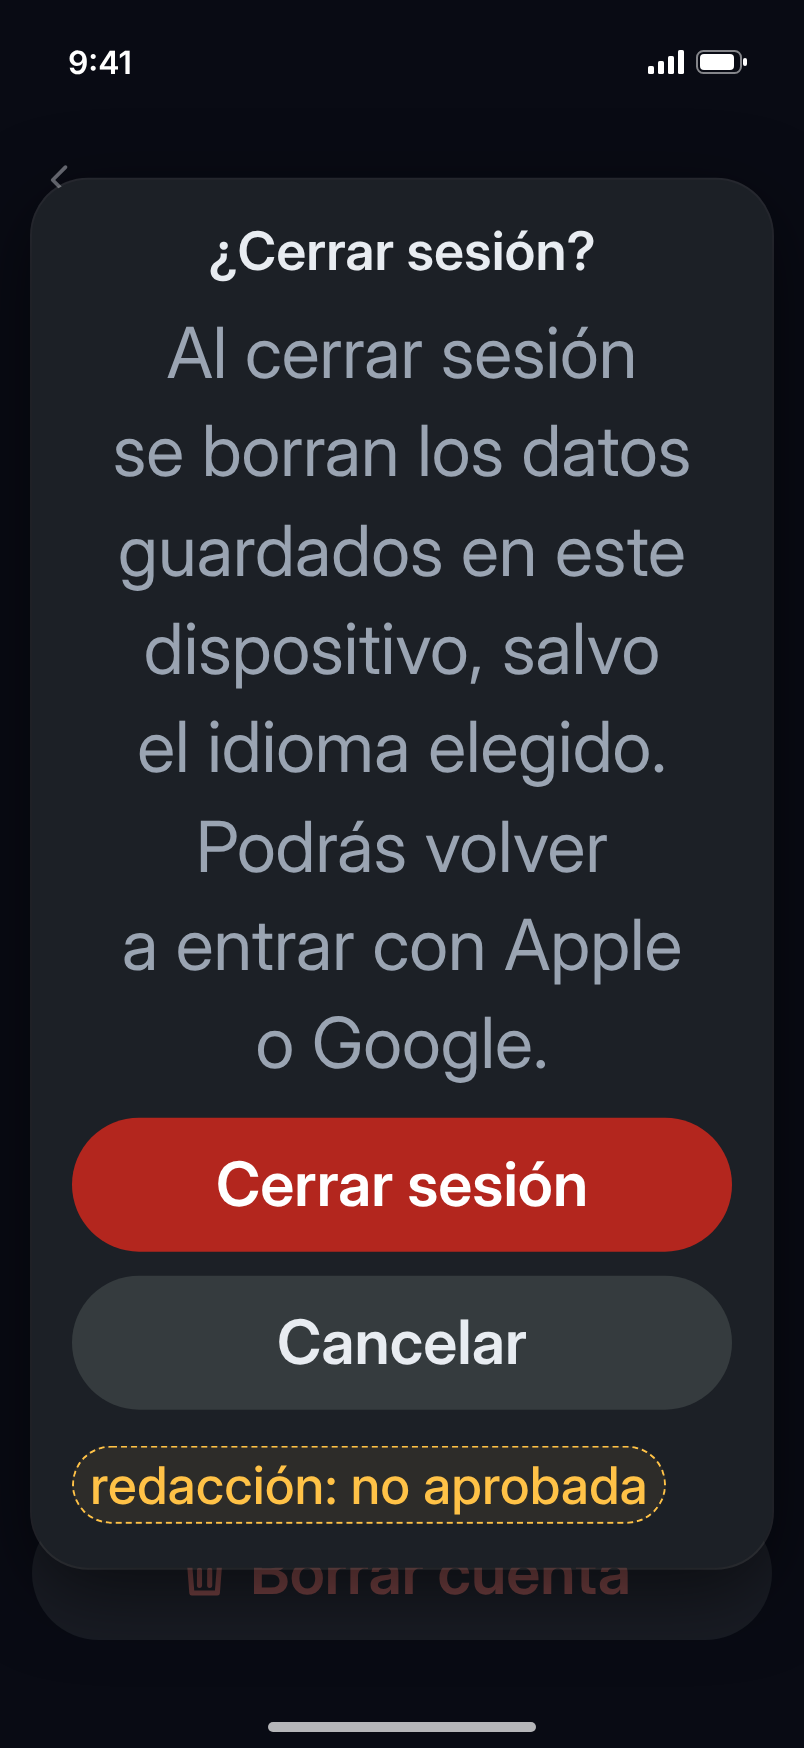 9:41
¿Cerrar sesión?
Al cerrar sesión
se borran los datos
guardados en este
dispositivo, salvo
el idioma elegido.
Podrás volver
a entrar con Apple
o Google.
Cerrar sesión
Cancelar
redacción: no aprobada
Borrar cuenta